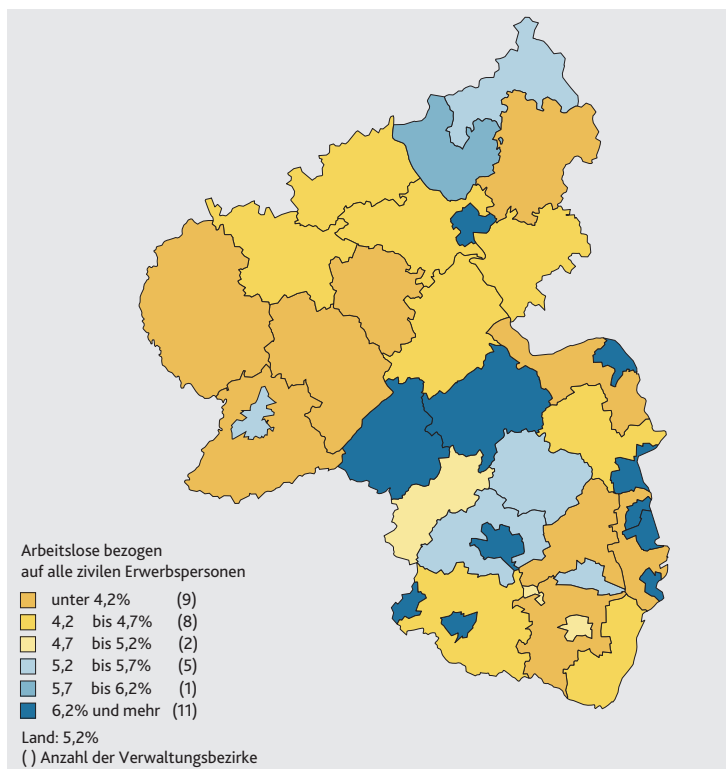 Arbeitslose bezogen
auf alle zivilen Erwerbspersonen
unter 4,2% (9)
4,2 bis 4,7% (8)
4,7 bis 5,2% (2)
5,2 bis 5,7% (5)
5,7 bis 6,2% (1)
6,2% und mehr (11)
Land: 5,2%
( ) Anzahl der Verwaltungsbezirke